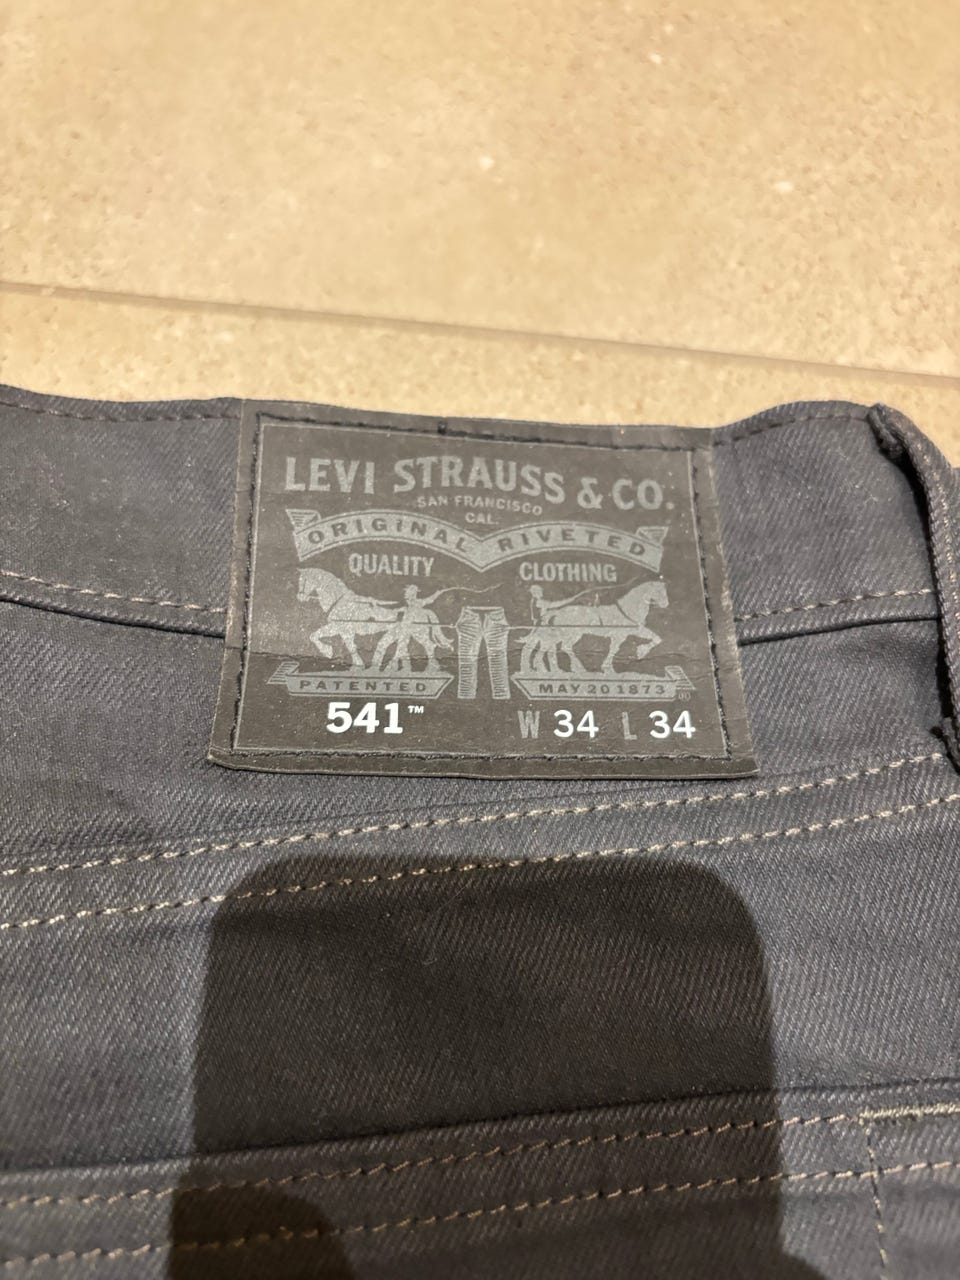 LEVI STRAUSS & CO.
SAN FRANCISCO
CAL.
ORIGINAL RIVETED
QUALITY CLOTHING
PATENTED MAY 20 1873
541™ W 34 L 34